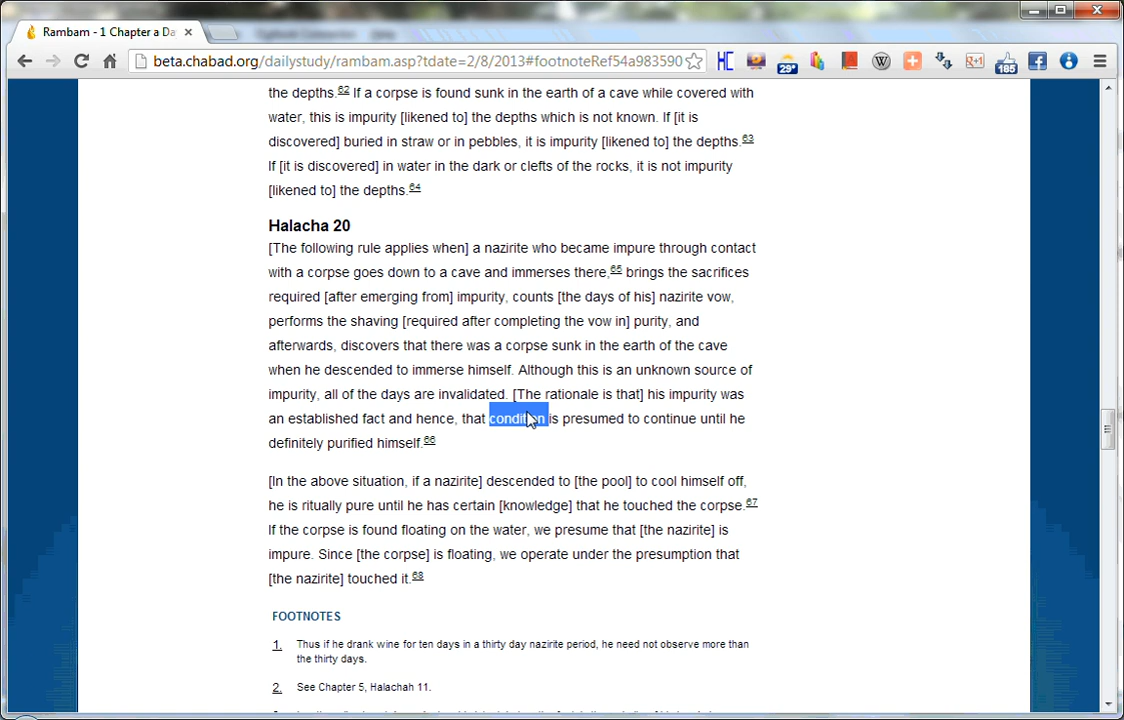 Rambam - 1 Chapter a Da
beta.chabad.org/dailystudy/rambam.asp?tdate=2/8/2013#footnoteRef54a983590
HC
29°
W
+1
185
the depths.62 If a corpse is found sunk in the earth of a cave while covered with
water, this is impurity [likened to] the depths which is not known. If [it is
discovered] buried in straw or in pebbles, it is impurity [likened to] the depths.63
If [it is discovered] in water in the dark or clefts of the rocks, it is not impurity
[likened to] the depths.64
Halacha 20
[The following rule applies when] a nazirite who became impure through contact
with a corpse goes down to a cave and immerses there,65 brings the sacrifices
required [after emerging from] impurity, counts [the days of his] nazirite vow,
performs the shaving [required after completing the vow in] purity, and
afterwards, discovers that there was a corpse sunk in the earth of the cave
when he descended to immerse himself. Although this is an unknown source of
impurity, all of the days are invalidated. [The rationale is that] his impurity was
an established fact and hence, that condition is presumed to continue until he
definitely purified himself.66
[In the above situation, if a nazirite] descended to [the pool] to cool himself off,
he is ritually pure until he has certain [knowledge] that he touched the corpse.67
If the corpse is found floating on the water, we presume that [the nazirite] is
impure. Since [the corpse] is floating, we operate under the presumption that
[the nazirite] touched it.68
FOOTNOTES
1. Thus if he drank wine for ten days in a thirty day nazirite period, he need not observe more than
the thirty days.
2. See Chapter 5, Halachah 11.